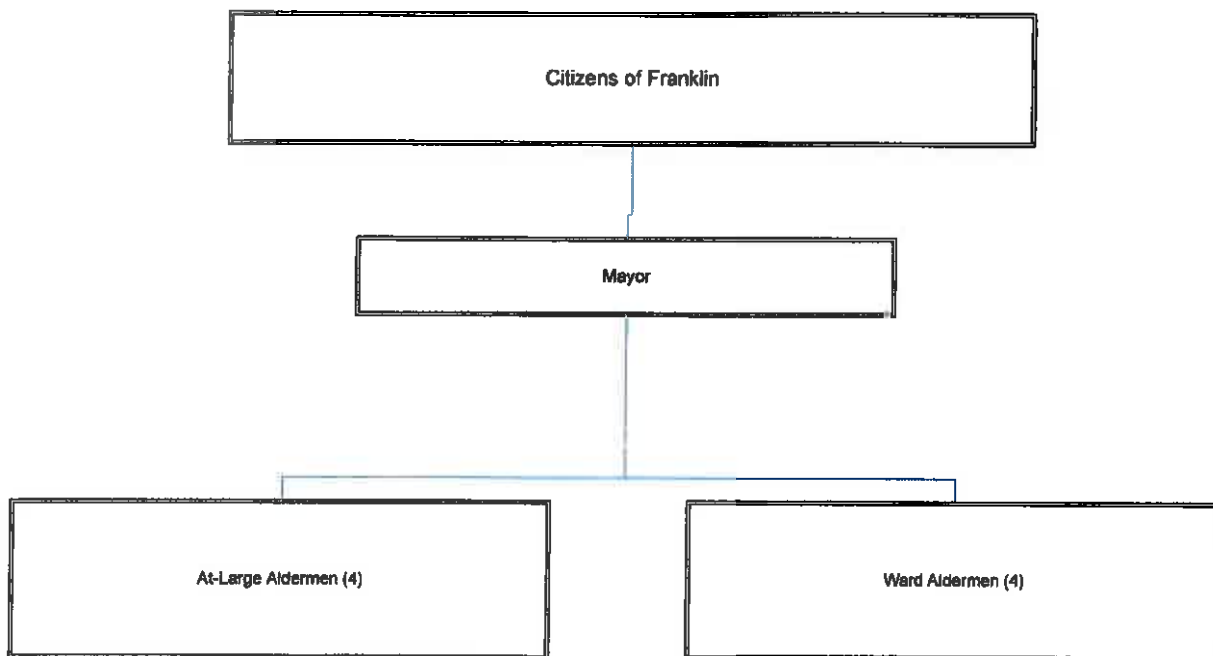 Citizens of Franklin
Mayor
At-Large Aldermen (4)
Ward Aldermen (4)